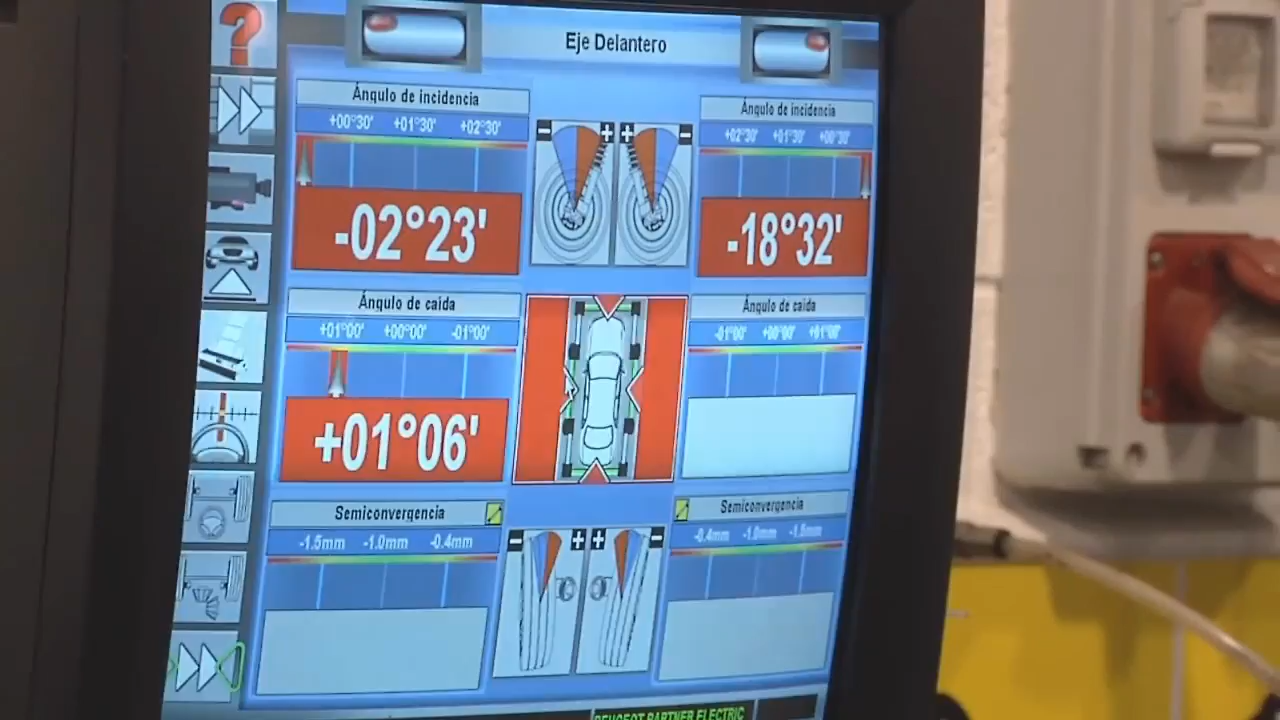 Eje Delantero
Ángulo de incidencia
+00°30' +01°30' +02°30'
-02°23'
Ángulo de incidencia
+02°30' +01°30' +00°30'
-18°32'
Ángulo de caida
+01°00' +00°00' -01°00'
+01°06'
Ángulo de caida
-01°00' +00°00' +01°00'
Semiconvergencia
-1.5mm -1.0mm -0.4mm
Semiconvergencia
-0.4mm -1.0mm -1.5mm
PEUGEOT PARTNER ELECTRIC